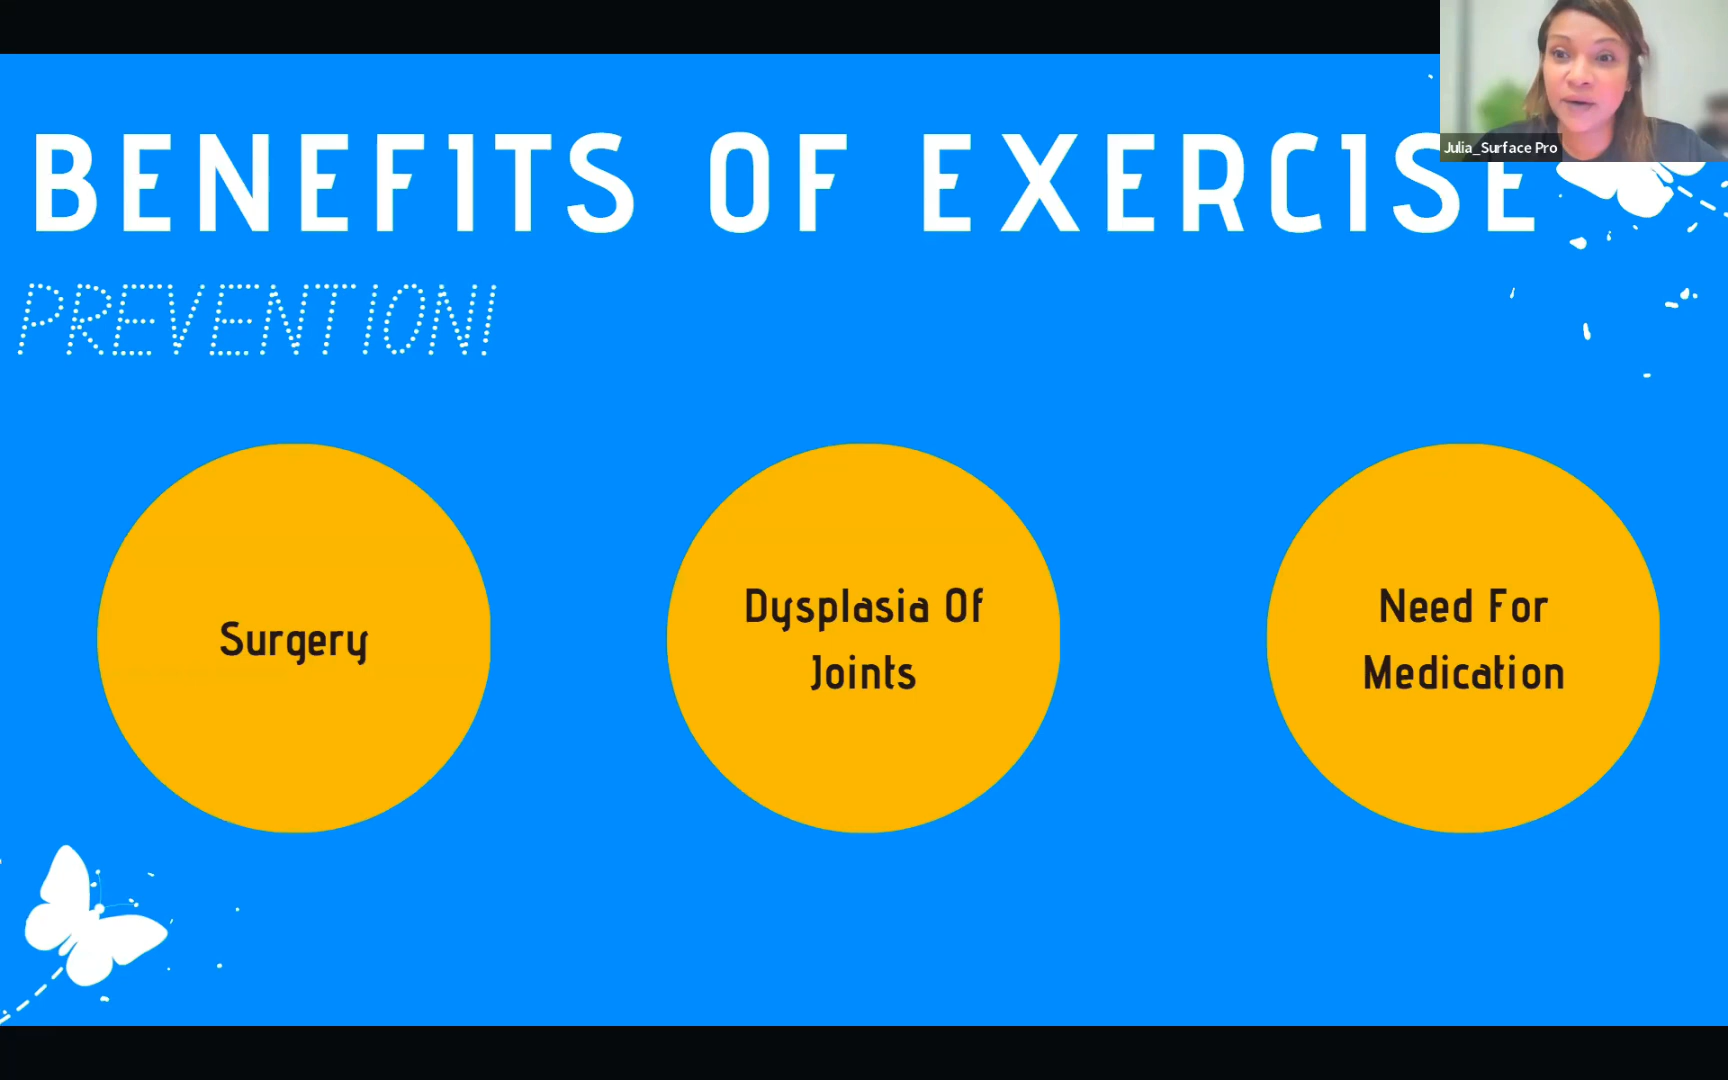 BENEFITS OF EXERCISE
Julia_Surface Pro
PREVENTION!
Surgery
Dysplasia Of
Joints
Need For
Medication